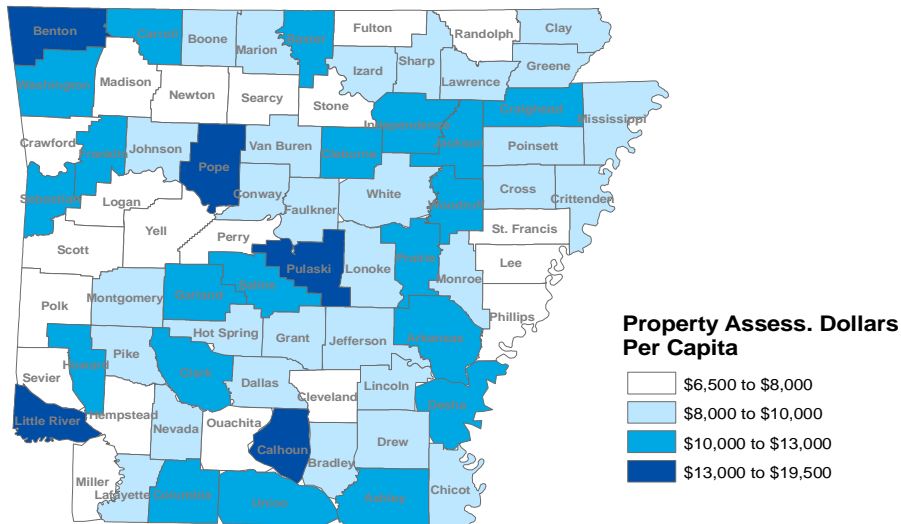 Benton
Carroll
Boone
Marion
Baxter
Fulton
Randolph
Clay
Washington
Madison
Newton
Searcy
Stone
Izard
Sharp
Lawrence
Greene
Independence
Jackson
Craighead
Mississippi
Crawford
Franklin
Johnson
Pope
Van Buren
Cleburne
Poinsett
Sebastian
Logan
Conway
Faulkner
White
Woodruff
Cross
Crittenden
Scott
Yell
Perry
Pulaski
Lonoke
Prairie
Monroe
St. Francis
Lee
Phillips
Polk
Montgomery
Garland
Saline
Hot Spring
Grant
Jefferson
Arkansas
Sevier
Howard
Pike
Clark
Dallas
Cleveland
Lincoln
Desha
Little River
Hempstead
Nevada
Ouachita
Calhoun
Bradley
Drew
Miller
Lafayette
Columbia
Union
Ashley
Chicot
Property Assess. Dollars
Per Capita
$6,500 to $8,000
$8,000 to $10,000
$10,000 to $13,000
$13,000 to $19,500